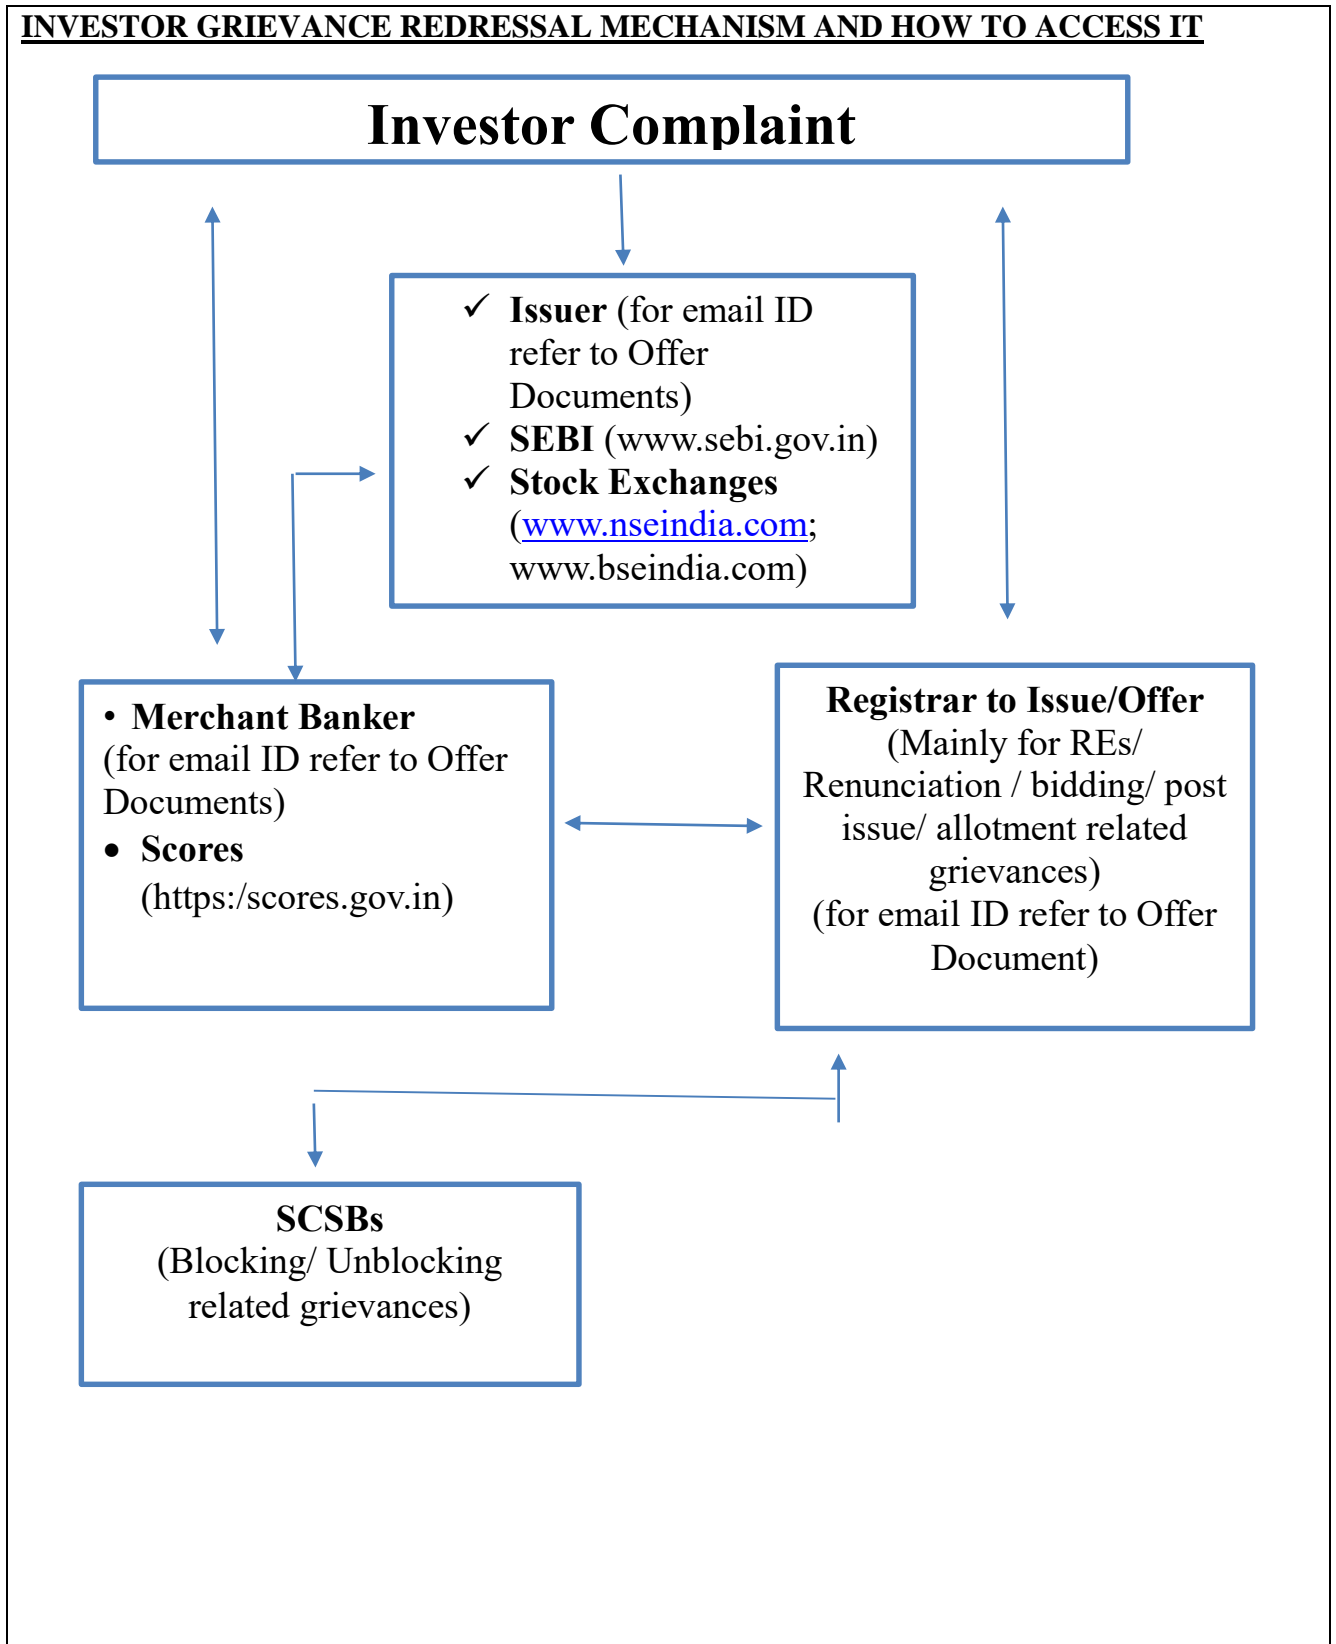 INVESTOR GRIEVANCE REDRESSAL MECHANISM AND HOW TO ACCESS IT
Investor Complaint
✓ Issuer (for email ID
refer to Offer
Documents)
✓ SEBI (www.sebi.gov.in)
✓ Stock Exchanges
(www.nseindia.com;
www.bseindia.com)
• Merchant Banker
(for email ID refer to Offer
Documents)
• Scores
(https:/scores.gov.in)
Registrar to Issue/Offer
(Mainly for REs/
Renunciation / bidding/ post
issue/ allotment related
grievances)
(for email ID refer to Offer
Document)
SCSBs
(Blocking/ Unblocking
related grievances)